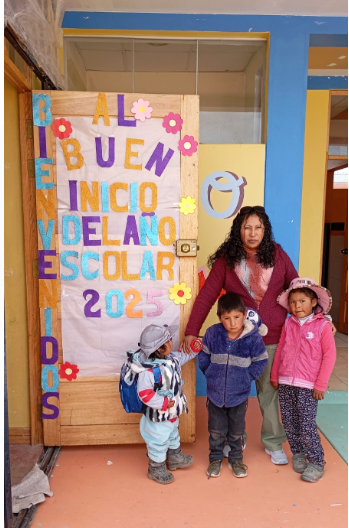 BIENVENIDOS
AL
BUEN
INICIO
DEL AÑO
ESCOLAR
2025